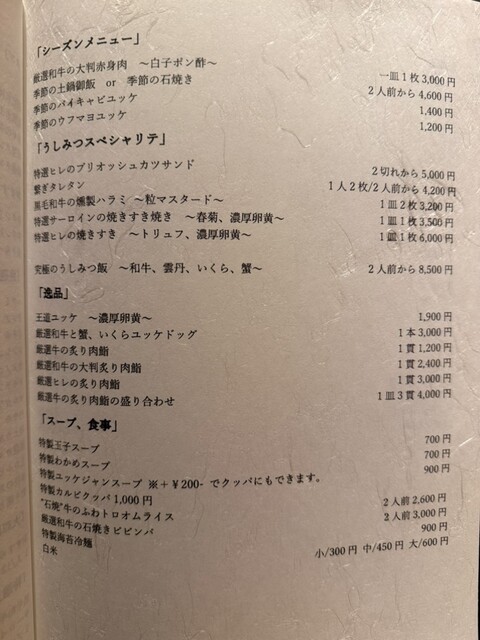 「シーズンメニュー」
厳選和牛の大判赤身肉　～白子ポン酢～　一皿1枚3,000円
季節の土鍋御飯　or　季節の石焼き　2人前から4,600円
季節のパイキャビユッケ　1,400円
季節のウフマヨユッケ　1,200円
「うしみつスペシャリテ」
特選ヒレのブリオッシュカツサンド　2切れから5,000円
繋ぎタレタン　1人2枚/2人前から4,200円
黒毛和牛の燻製ハラミ ～粒マスタード～　1皿2枚3,200円
特選サーロインの焼きすき焼き　～春菊、濃厚卵黄～　1皿1枚3,500円
特選ヒレの焼きすき　～トリュフ、濃厚卵黄～　1皿1枚6,000円
究極のうしみつ飯　～和牛、雲丹、いくら、蟹～　2人前から8,500円
「逸品」
王道ユッケ　～濃厚卵黄～　1,900円
厳選和牛と蟹、いくらユッケドッグ　1本3,000円
厳選牛の炙り肉鮨　1貫1,200円
厳選和牛の大判炙り肉鮨　1貫2,400円
厳選ヒレの炙り肉鮨　1貫3,000円
厳選牛の炙り肉鮨の盛り合わせ　1皿3貫4,000円
「スープ、食事」
特製玉子スープ　700円
特製わかめスープ　700円
特製ユッケジャンスープ ※＋￥200- でクッパにもできます。　900円
特製カルビクッパ 1,000円
"石焼"牛のふわトロオムライス　2人前2,600円
厳選和牛の石焼きビビンバ　2人前3,000円
特製海苔冷麺　900円
白米　小/300円 中/450円 大/600円